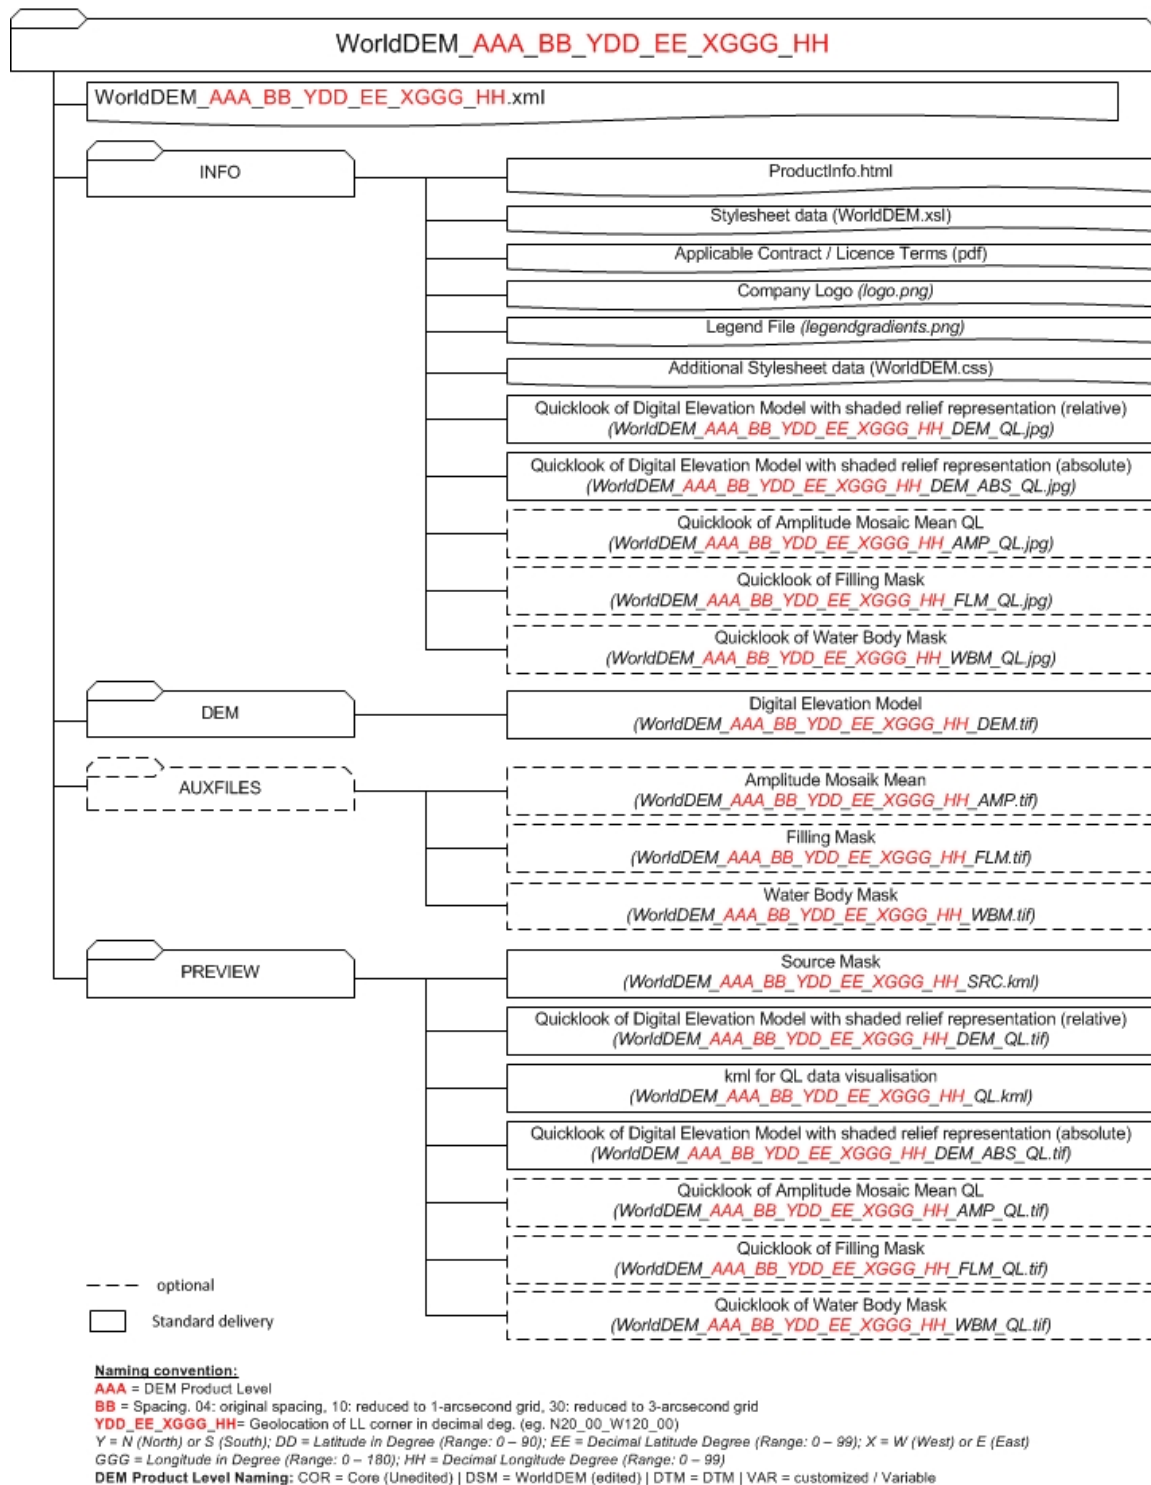 WorldDEM_AAA_BB_YDD_EE_XGGG_HH
WorldDEM_AAA_BB_YDD_EE_XGGG_HH.xml
INFO
ProductInfo.html
Stylesheet data (WorldDEM.xsl)
Applicable Contract / Licence Terms (pdf)
Company Logo (logo.png)
Legend File (legendgradients.png)
Additional Stylesheet data (WorldDEM.css)
Quicklook of Digital Elevation Model with shaded relief representation (relative)
(WorldDEM_AAA_BB_YDD_EE_XGGG_HH_DEM_QL.jpg)
Quicklook of Digital Elevation Model with shaded relief representation (absolute)
(WorldDEM_AAA_BB_YDD_EE_XGGG_HH_DEM_ABS_QL.jpg)
Quicklook of Amplitude Mosaic Mean QL
(WorldDEM_AAA_BB_YDD_EE_XGGG_HH_AMP_QL.jpg)
Quicklook of Filling Mask
(WorldDEM_AAA_BB_YDD_EE_XGGG_HH_FLM_QL.jpg)
Quicklook of Water Body Mask
(WorldDEM_AAA_BB_YDD_EE_XGGG_HH_WBM_QL.jpg)
DEM
Digital Elevation Model
(WorldDEM_AAA_BB_YDD_EE_XGGG_HH_DEM.tif)
AUXFILES
Amplitude Mosaik Mean
(WorldDEM_AAA_BB_YDD_EE_XGGG_HH_AMP.tif)
Filling Mask
(WorldDEM_AAA_BB_YDD_EE_XGGG_HH_FLM.tif)
Water Body Mask
(WorldDEM_AAA_BB_YDD_EE_XGGG_HH_WBM.tif)
PREVIEW
Source Mask
(WorldDEM_AAA_BB_YDD_EE_XGGG_HH_SRC.kml)
Quicklook of Digital Elevation Model with shaded relief representation (relative)
(WorldDEM_AAA_BB_YDD_EE_XGGG_HH_DEM_QL.tif)
kml for QL data visualisation
(WorldDEM_AAA_BB_YDD_EE_XGGG_HH_QL.kml)
Quicklook of Digital Elevation Model with shaded relief representation (absolute)
(WorldDEM_AAA_BB_YDD_EE_XGGG_HH_DEM_ABS_QL.tif)
Quicklook of Amplitude Mosaic Mean QL
(WorldDEM_AAA_BB_YDD_EE_XGGG_HH_AMP_QL.tif)
Quicklook of Filling Mask
(WorldDEM_AAA_BB_YDD_EE_XGGG_HH_FLM_QL.tif)
Quicklook of Water Body Mask
(WorldDEM_AAA_BB_YDD_EE_XGGG_HH_WBM_QL.tif)
optional
Standard delivery
Naming convention:
AAA = DEM Product Level
BB = Spacing. 04: original spacing, 10: reduced to 1-arcsecond grid, 30: reduced to 3-arcsecond grid
YDD_EE_XGGG_HH= Geolocation of LL corner in decimal deg. (eg. N20_00_W120_00)
Y = N (North) or S (South); DD = Latitude in Degree (Range: 0 – 90); EE = Decimal Latitude Degree (Range: 0 – 99); X = W (West) or E (East)
GGG = Longitude in Degree (Range: 0 – 180); HH = Decimal Longitude Degree (Range: 0 – 99)
DEM Product Level Naming: COR = Core (Unedited) | DSM = WorldDEM (edited) | DTM = DTM | VAR = customized / Variable